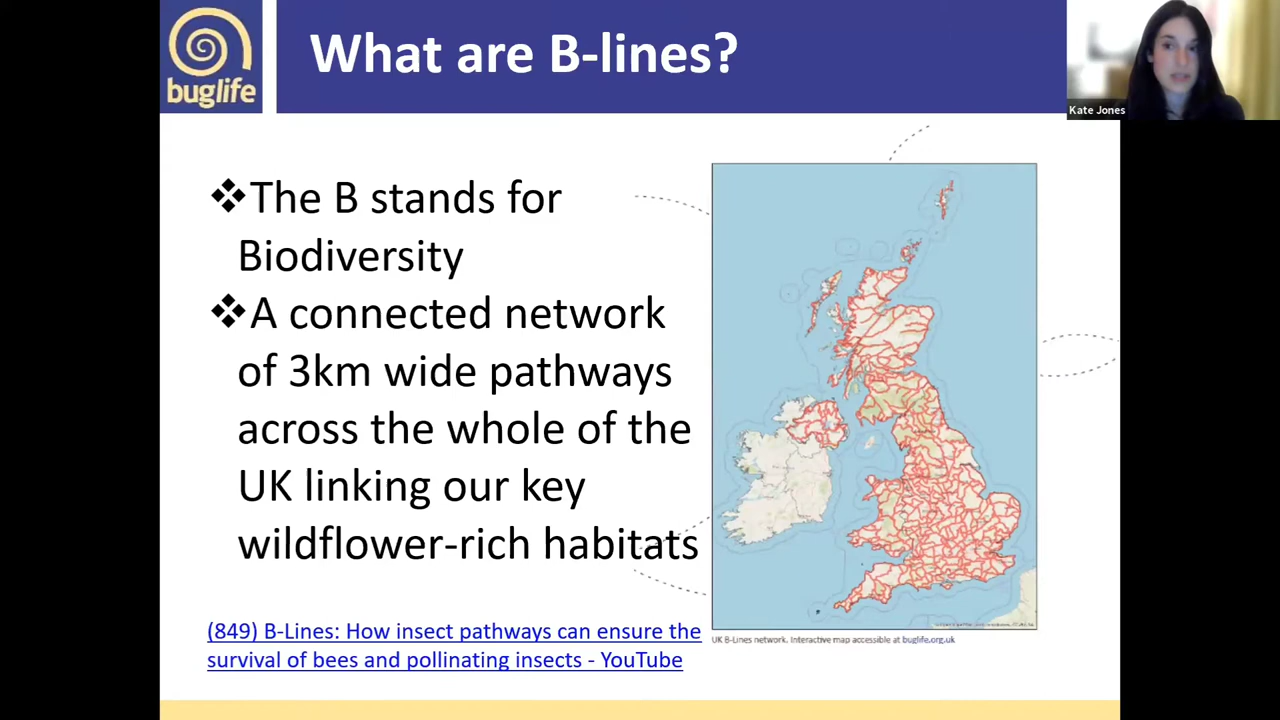 buglife
What are B-lines?
Kate Jones
❖The B stands for
Biodiversity
❖A connected network
of 3km wide pathways
across the whole of the
UK linking our key
wildflower-rich habitats
(849) B-Lines: How insect pathways can ensure the
survival of bees and pollinating insects - YouTube
UK B-Lines network. Interactive map accessible at buglife.org.uk